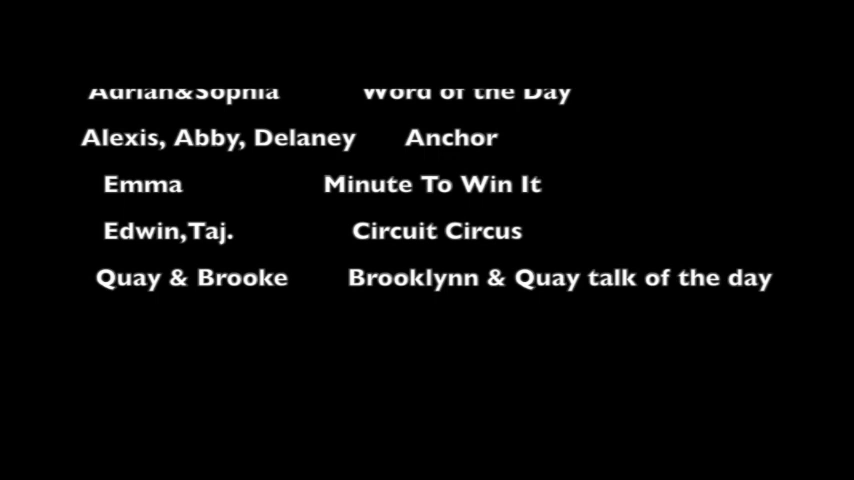 Adrian&Sophia Word of the Day
Alexis, Abby, Delaney Anchor
Emma Minute To Win It
Edwin,Taj. Circuit Circus
Quay & Brooke Brooklynn & Quay talk of the day